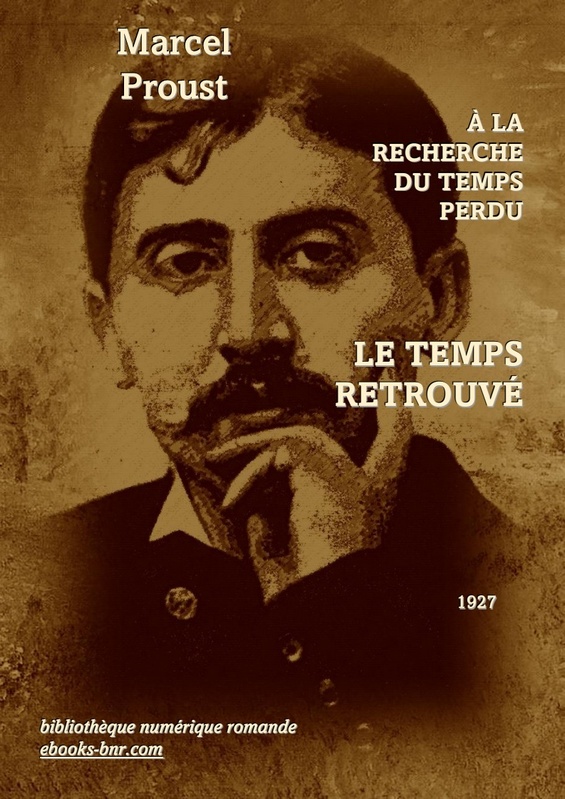 Marcel
Proust
À LA
RECHERCHE
DU TEMPS
PERDU
LE TEMPS
RETROUVÉ
1927
bibliothèque numérique romande
ebooks-bnr.com